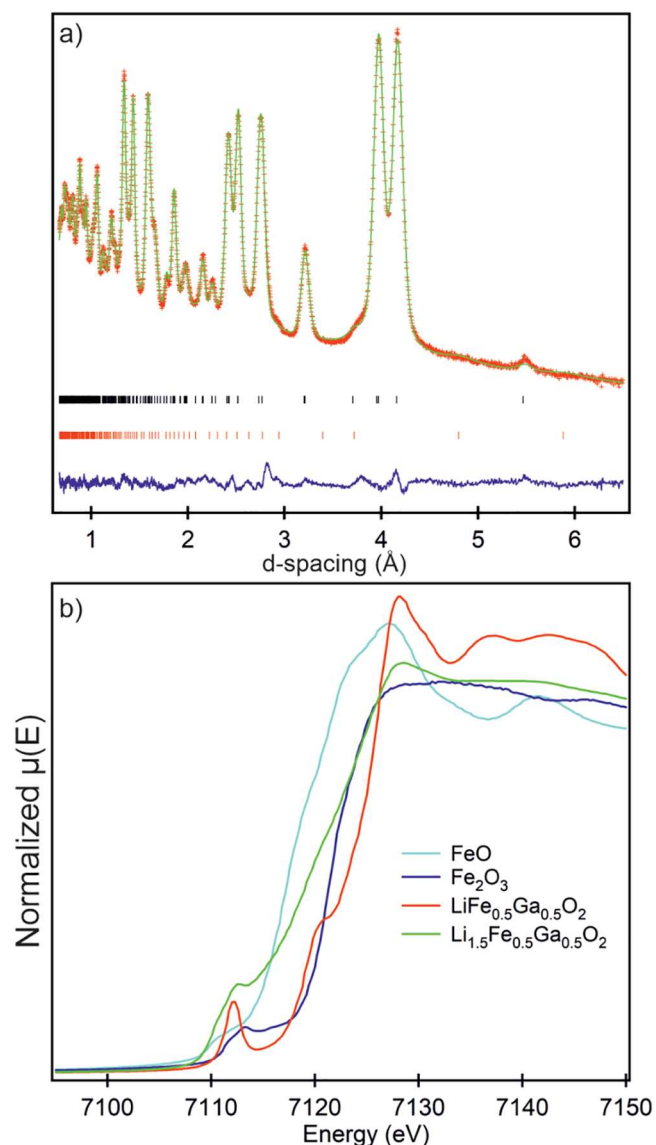 a)
1 2 3 4 5 6
d-spacing (Å)
b)
Normalized μ(E)
FeO
Fe₂O₃
LiFe₀.₅Ga₀.₅O₂
Li₁.₅Fe₀.₅Ga₀.₅O₂
7100 7110 7120 7130 7140 7150
Energy (eV)